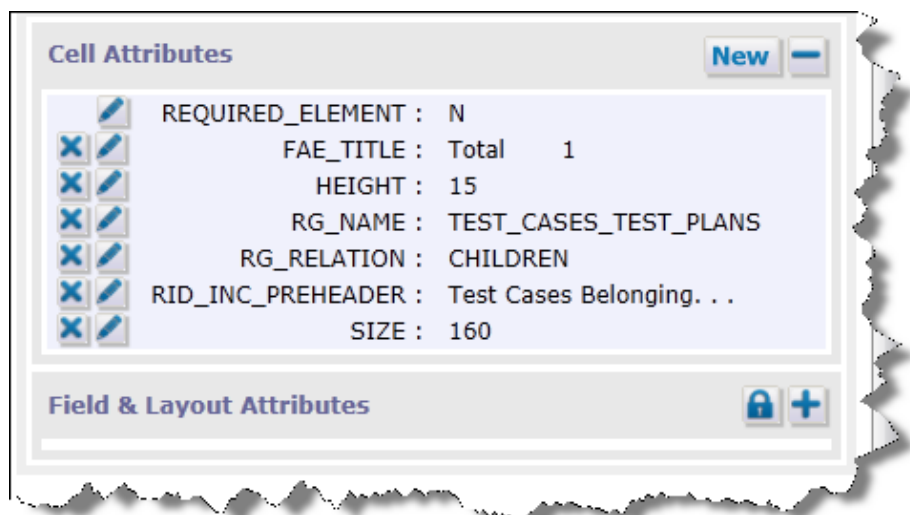 Cell Attributes New
REQUIRED_ELEMENT : N
FAE_TITLE : Total 1
HEIGHT : 15
RG_NAME : TEST_CASES_TEST_PLANS
RG_RELATION : CHILDREN
RID_INC_PREHEADER : Test Cases Belonging. . .
SIZE : 160
Field & Layout Attributes